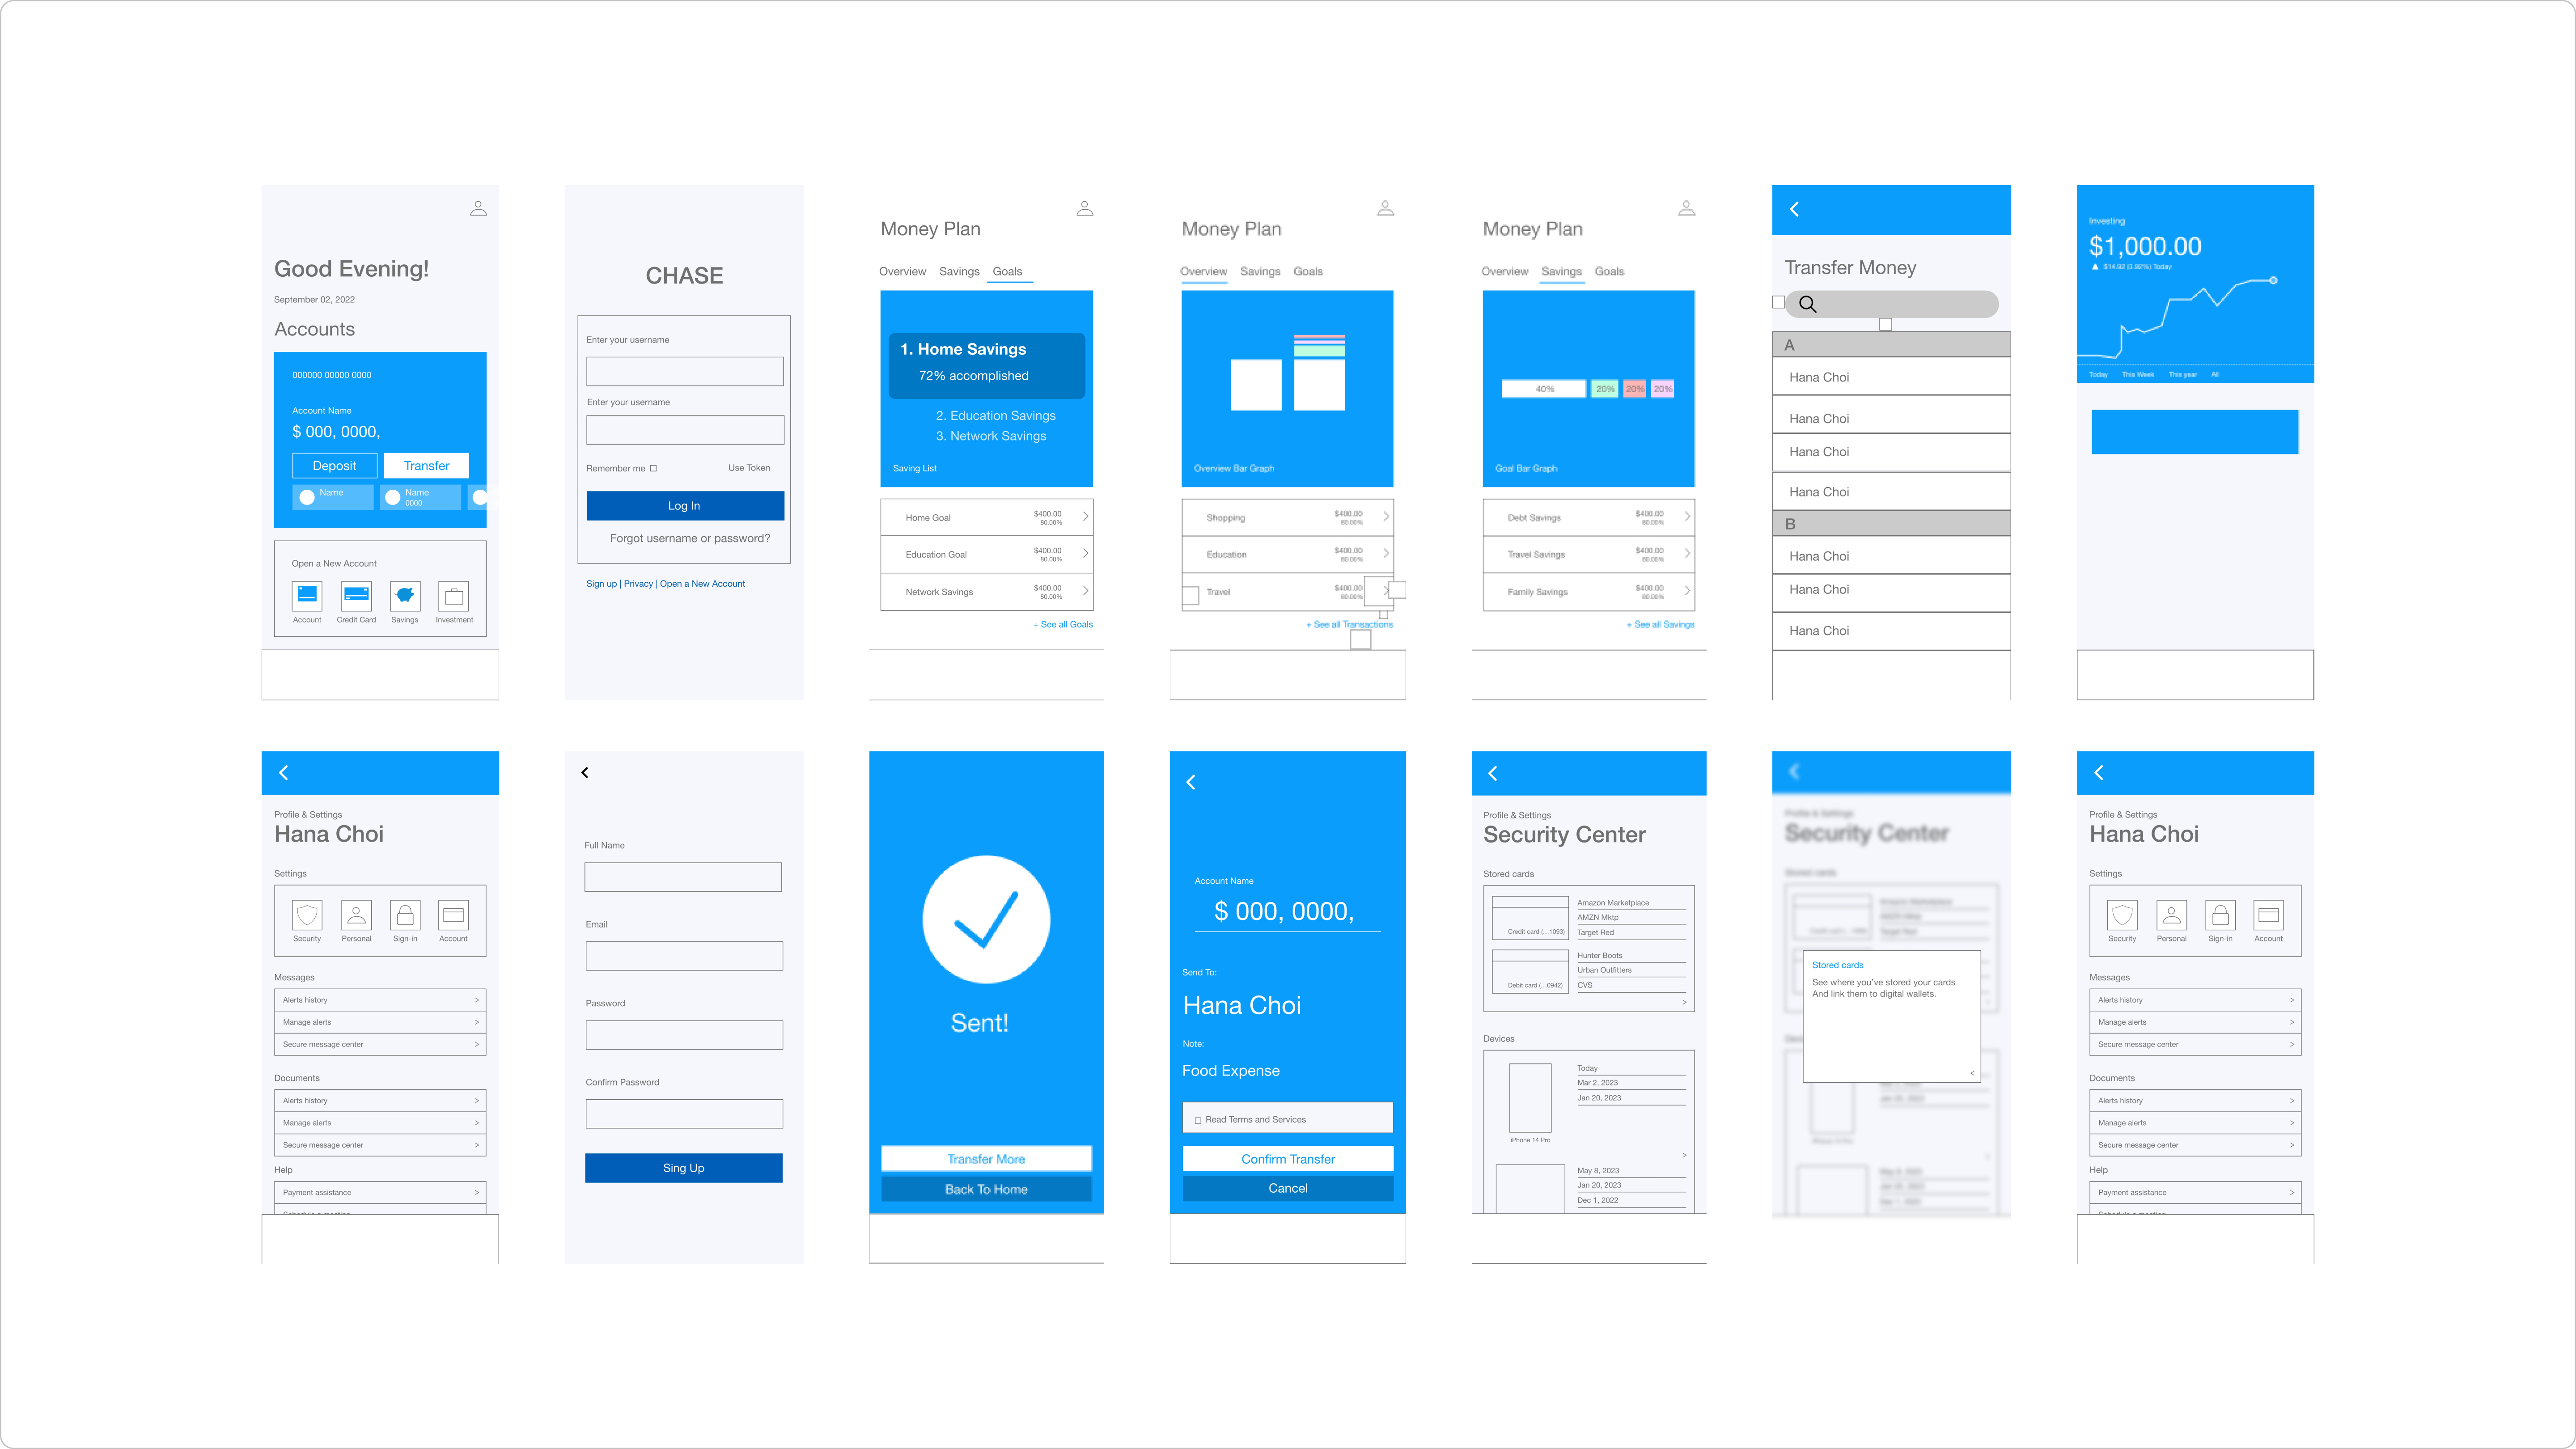 Good Evening!
September 02, 2022
Accounts
000000 00000 0000
Account Name
$ 000, 0000,
Deposit Transfer
Name Name
0000
Open a New Account
Account Credit Card Savings Investment
CHASE
Enter your username
Enter your username
Remember me Use Token
Log In
Forgot username or password?
Sign up | Privacy | Open a New Account
Money Plan
Overview Savings Goals
1. Home Savings
72% accomplished
2. Education Savings
3. Network Savings
Saving List
Home Goal $400.00
80.00%
Education Goal $400.00
80.00%
Network Savings $400.00
80.00%
+ See all Goals
Money Plan
Overview Savings Goals
Overview Bar Graph
Shopping $400.00
80.00%
Education $400.00
80.00%
Travel $400.00
80.00%
+ See all Transactions
Money Plan
Overview Savings Goals
40% 20% 20% 20%
Goal Bar Graph
Debt Savings $400.00
80.00%
Travel Savings $400.00
80.00%
Family Savings $400.00
80.00%
+ See all Savings
Transfer Money
A
Hana Choi
Hana Choi
Hana Choi
Hana Choi
B
Hana Choi
Hana Choi
Hana Choi
Investing
$1,000.00
$14.92 (3.92%) Today
Today This Week This year All
Profile & Settings
Hana Choi
Settings
Security Personal Sign-in Account
Messages
Alerts history >
Manage alerts >
Secure message center >
Documents
Alerts history >
Manage alerts >
Secure message center >
Help
Payment assistance >
Schedule a meeting
Full Name
Email
Password
Confirm Password
Sing Up
Sent!
Transfer More
Back To Home
Account Name
$ 000, 0000,
Send To:
Hana Choi
Note:
Food Expense
Read Terms and Services
Confirm Transfer
Cancel
Profile & Settings
Security Center
Stored cards
Amazon Marketplace
AMZN Mktp
Credit card (...1093) Target Red
Hunter Boots
Urban Outfitters
Debit card (...0942) CVS
>
Devices
Today
Mar 2, 2023
Jan 20, 2023
iPhone 14 Pro
>
May 8, 2023
Jan 20, 2023
Dec 1, 2022
Profile & Settings
Security Center
Stored cards
Stored cards
See where you've stored your cards
And link them to digital wallets.
<
Profile & Settings
Hana Choi
Settings
Security Personal Sign-in Account
Messages
Alerts history >
Manage alerts >
Secure message center >
Documents
Alerts history >
Manage alerts >
Secure message center >
Help
Payment assistance >
Schedule a meeting